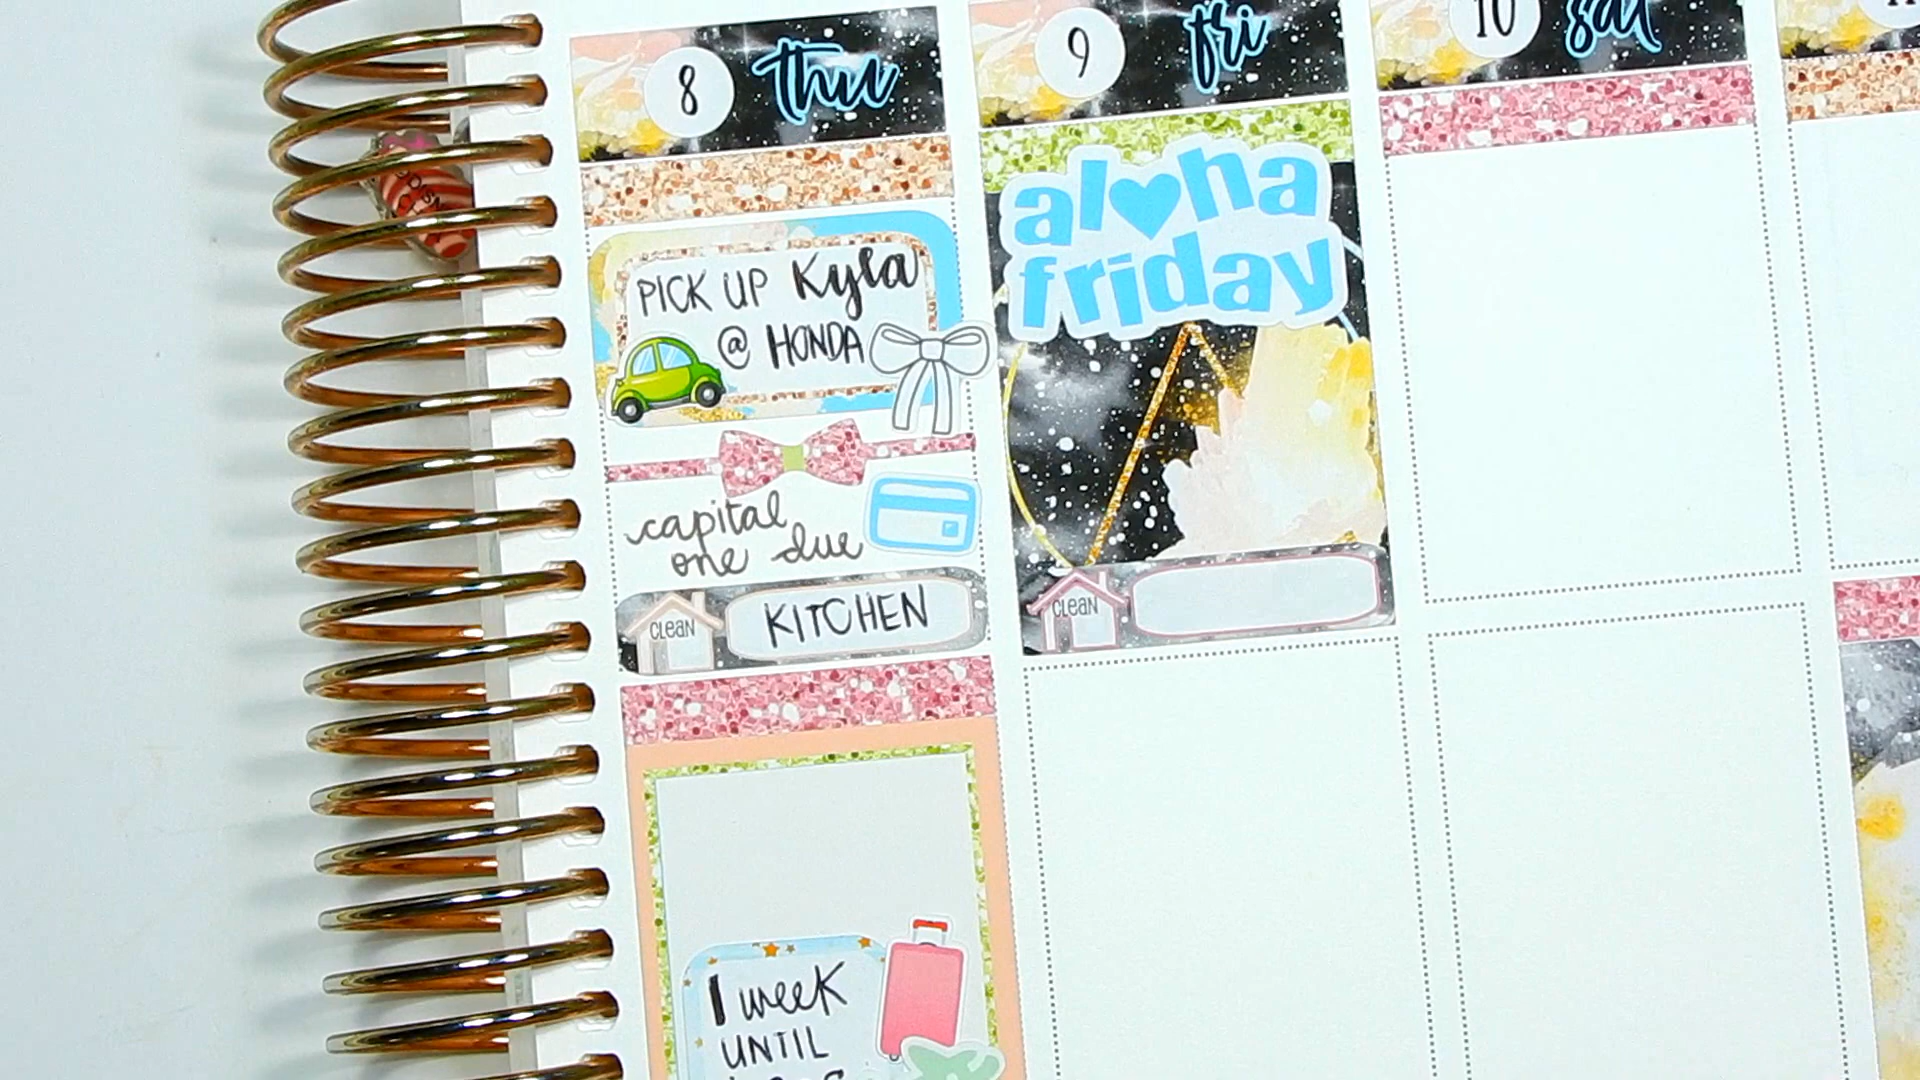 8 thu
9 fri
10 sat
PICK UP Kyla
@ HONDA
capital
one due
CLEAN KITCHEN
1 week
UNTIL
aloha
friday
CLEAN